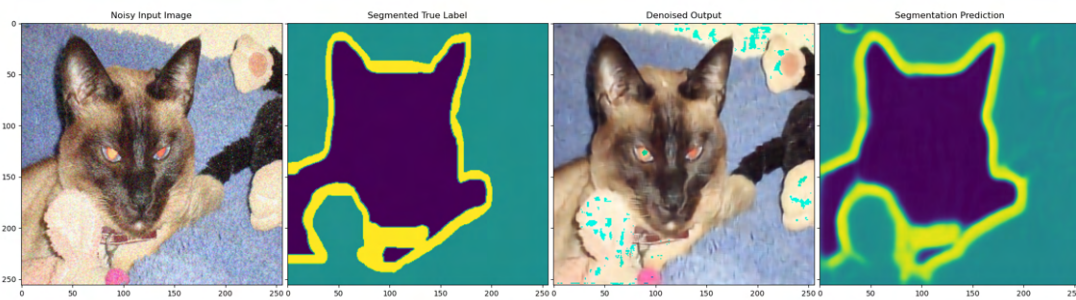 Noisy Input Image
Segmented True Label
Denoised Output
Segmentation Prediction
0
50
100
150
200
250
0 50 100 150 200 250
50 100 150 200 250
0 50 100 150 200 250
0 50 100 150 200 250